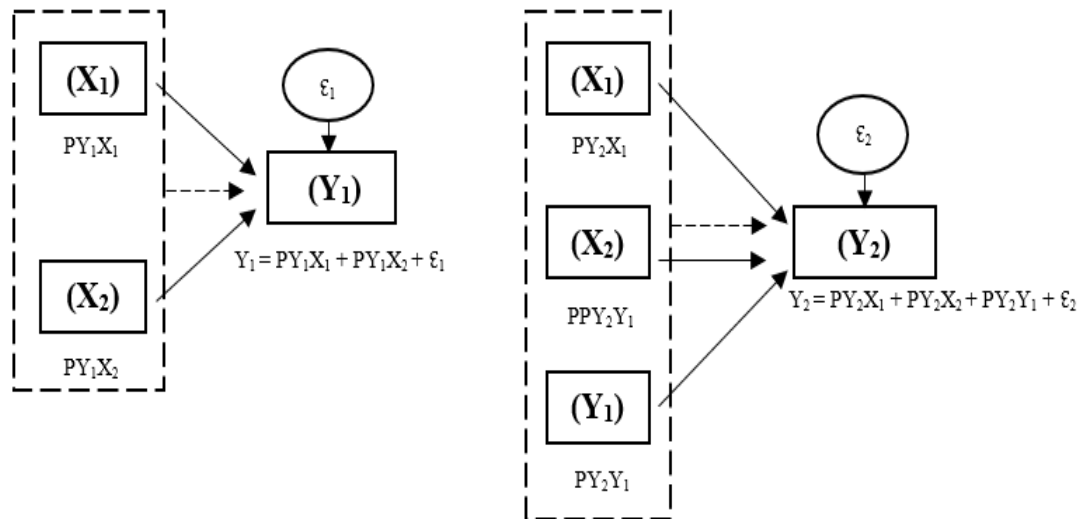 (X₁)
PY₁X₁
(X₂)
PY₁X₂
ε₁
(Y₁)
Y₁ = PY₁X₁ + PY₁X₂ + ε₁
(X₁)
PY₂X₁
(X₂)
PPY₂Y₁
(Y₁)
PY₂Y₁
ε₂
(Y₂)
Y₂ = PY₂X₁ + PY₂X₂ + PY₂Y₁ + ε₂